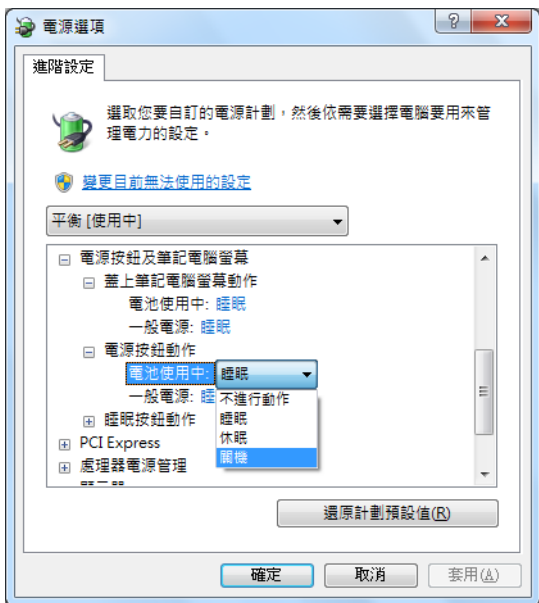 電源選項
進階設定
選取您要自訂的電源計劃，然後依需要選擇電腦要用來管
理電力的設定。
變更目前無法使用的設定
平衡 [使用中]
電源按鈕及筆記電腦螢幕
蓋上筆記電腦螢幕動作
電池使用中: 睡眠
一般電源: 睡眠
電源按鈕動作
電池使用中: 睡眠
一般電源: 睡
不進行動作
睡眠
休眠
關機
睡眠按鈕動作
PCI Express
處理器電源管理
還原計劃預設值(R)
確定
取消
套用(A)